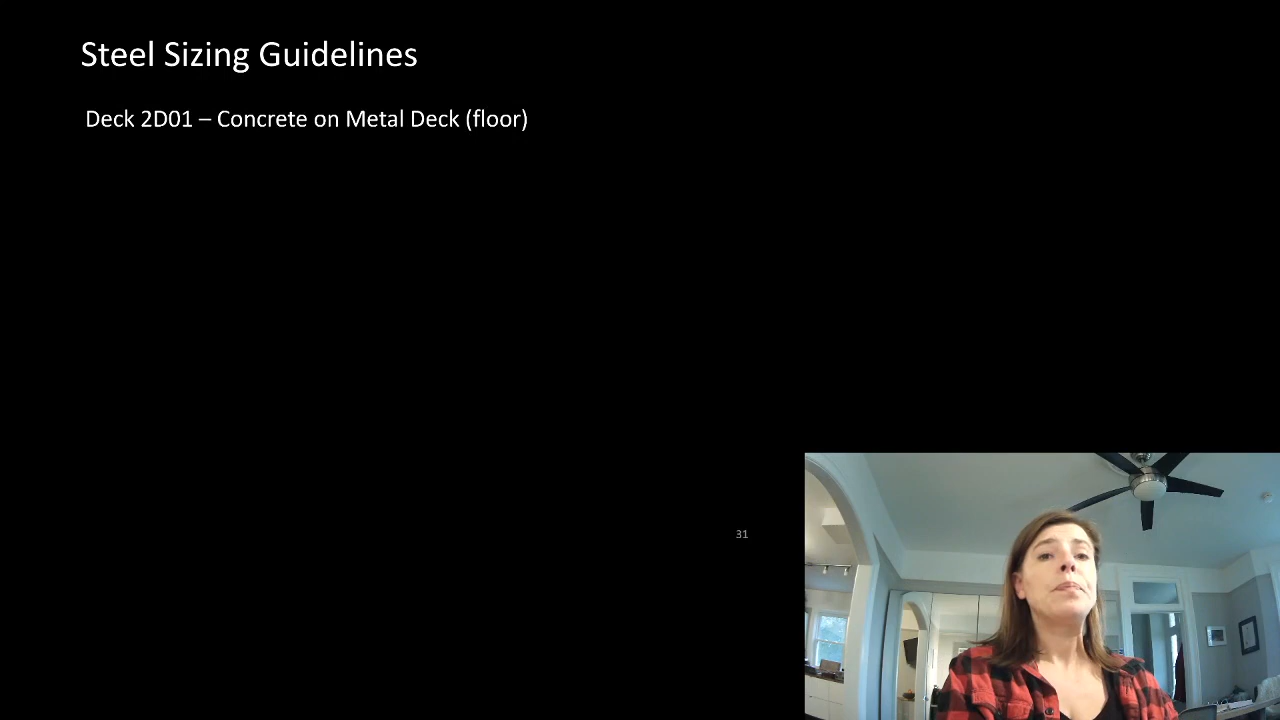 Steel Sizing Guidelines
Deck 2D01 – Concrete on Metal Deck (floor)
31